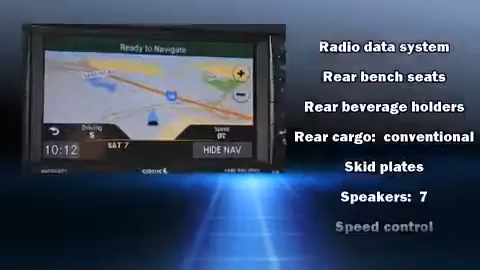 Ready to Navigate
Radio data system
Rear bench seats
Rear beverage holders
Rear cargo: conventional
Skid plates
Speakers: 7
Speed control
Driving
S
Speed
10:12
SAT 7
HIDE NAV